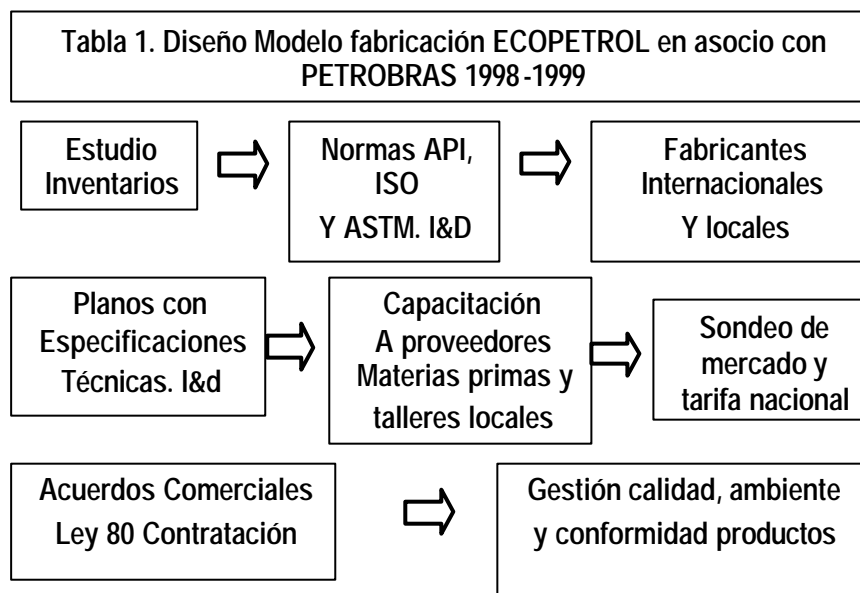 Tabla 1. Diseño Modelo fabricación ECOPETROL en asocio con
PETROBRAS 1998-1999
Estudio
Inventarios
Normas API,
ISO
Y ASTM. I&D
Fabricantes
Internacionales
Y locales
Planos con
Especificaciones
Técnicas. I&d
Capacitación
A proveedores
Materias primas y
talleres locales
Sondeo de
mercado y
tarifa nacional
Acuerdos Comerciales
Ley 80 Contratación
Gestión calidad, ambiente
y conformidad productos